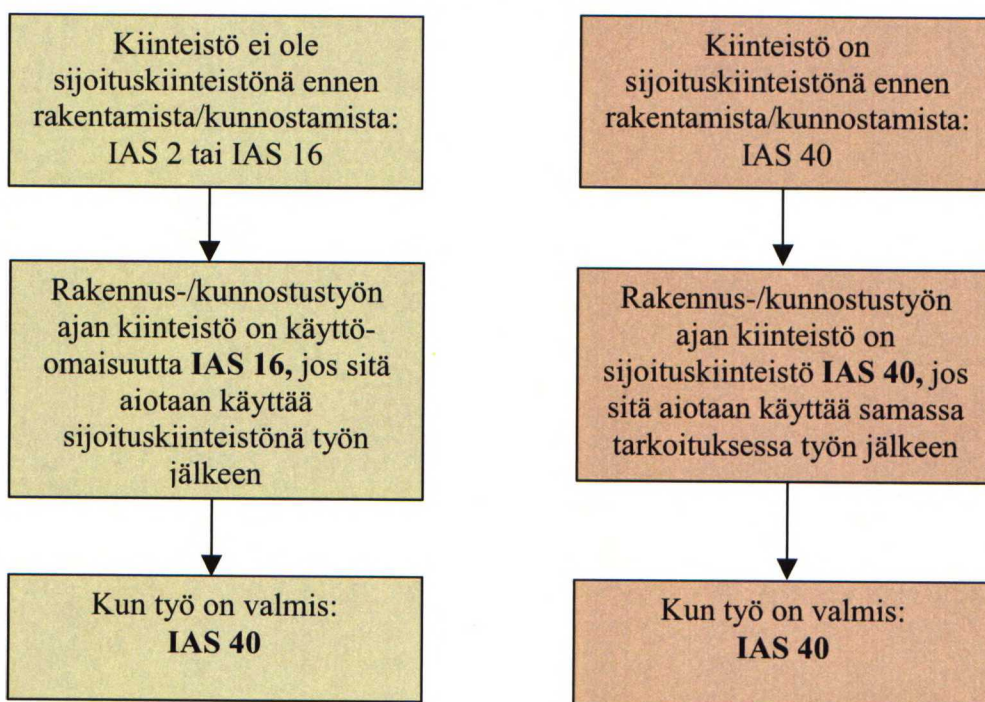 Kiinteistö ei ole
sijoituskiinteistönä ennen
rakentamista/kunnostamista:
IAS 2 tai IAS 16
Rakennus-/kunnostustyön
ajan kiinteistö on käyttö-
omaisuutta IAS 16, jos sitä
aiotaan käyttää
sijoituskiinteistönä työn
jälkeen
Kun työ on valmis:
IAS 40
Kiinteistö on
sijoituskiinteistönä ennen
rakentamista/kunnostamista:
IAS 40
Rakennus-/kunnostustyön
ajan kiinteistö on
sijoituskiinteistö IAS 40, jos
sitä aiotaan käyttää samassa
tarkoituksessa työn jälkeen
Kun työ on valmis:
IAS 40